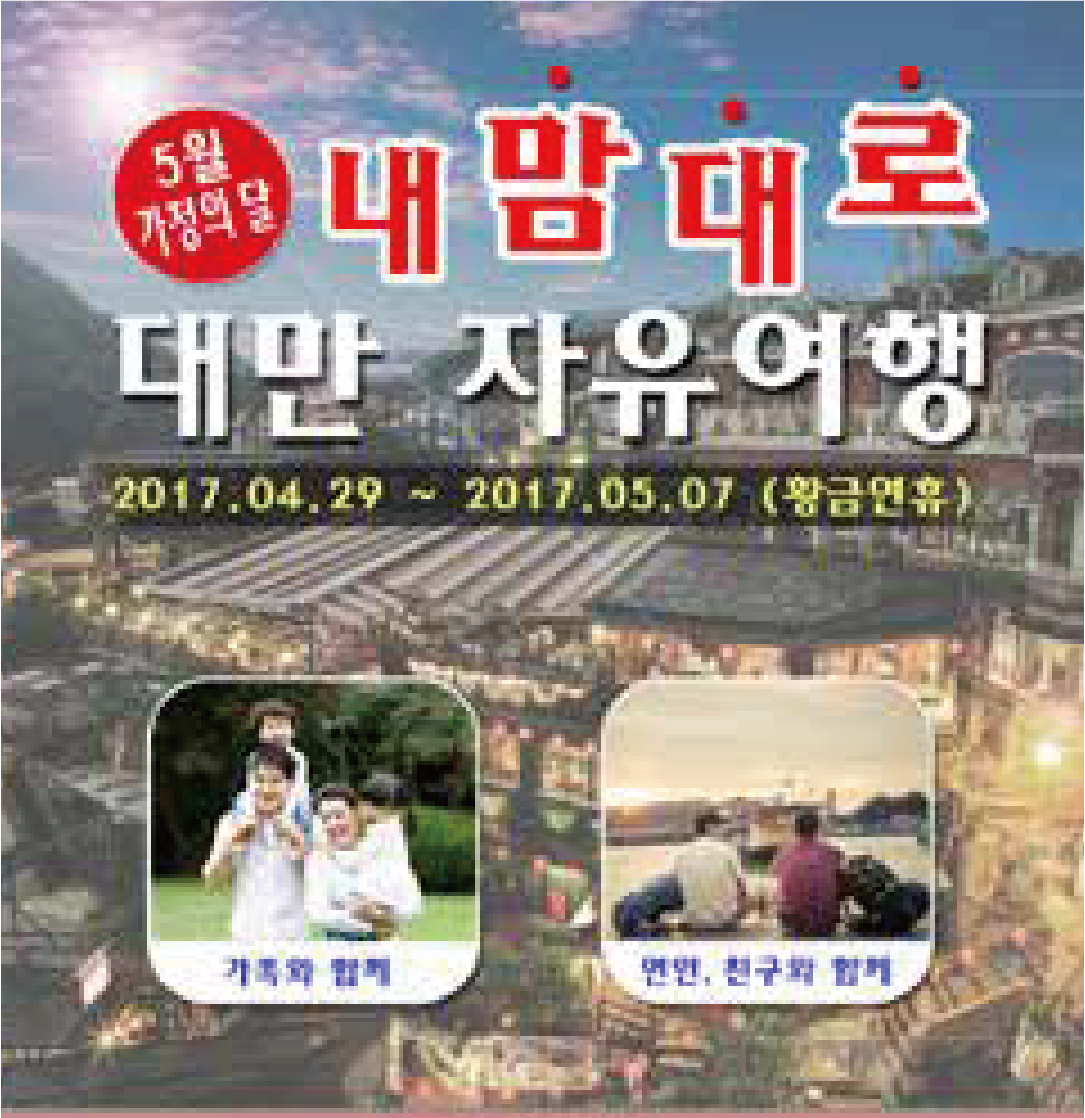 5월
가정의 달
내맘대로
대만 자유여행
2017.04.29 ~ 2017.05.07 (황금연휴)
가족와 함께
연인, 친구와 함께